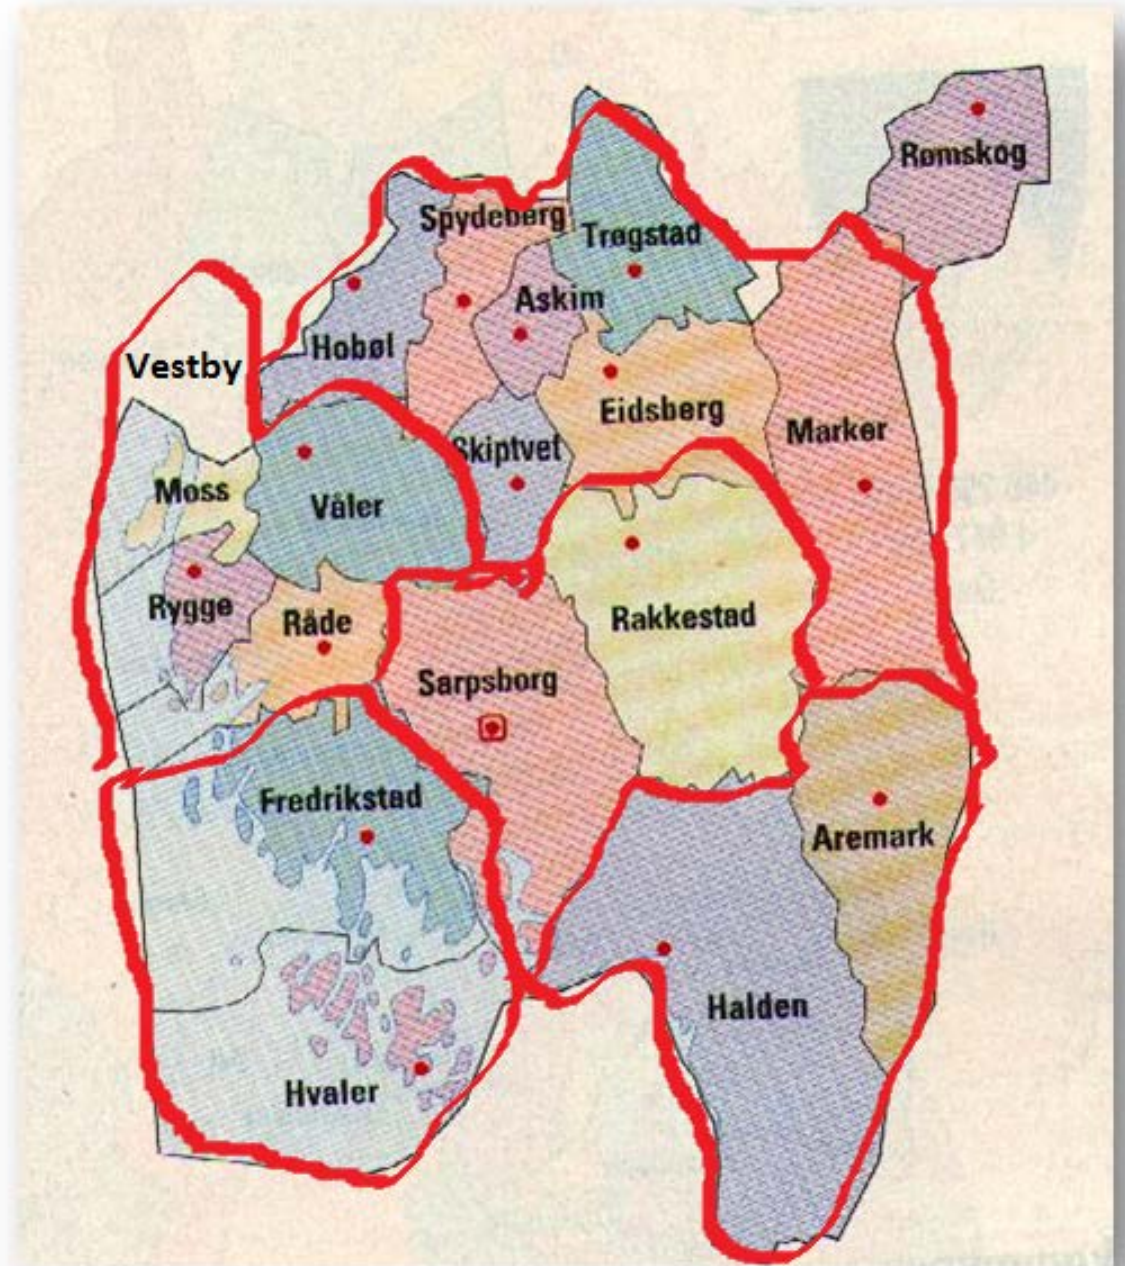 Rømskog
Spydeberg
Trøgstad
Askim
Hobøl
Vestby
Eidsberg
Marker
Skiptvet
Moss
Våler
Rygge
Råde
Rakkestad
Sarpsborg
Fredrikstad
Aremark
Halden
Hvaler